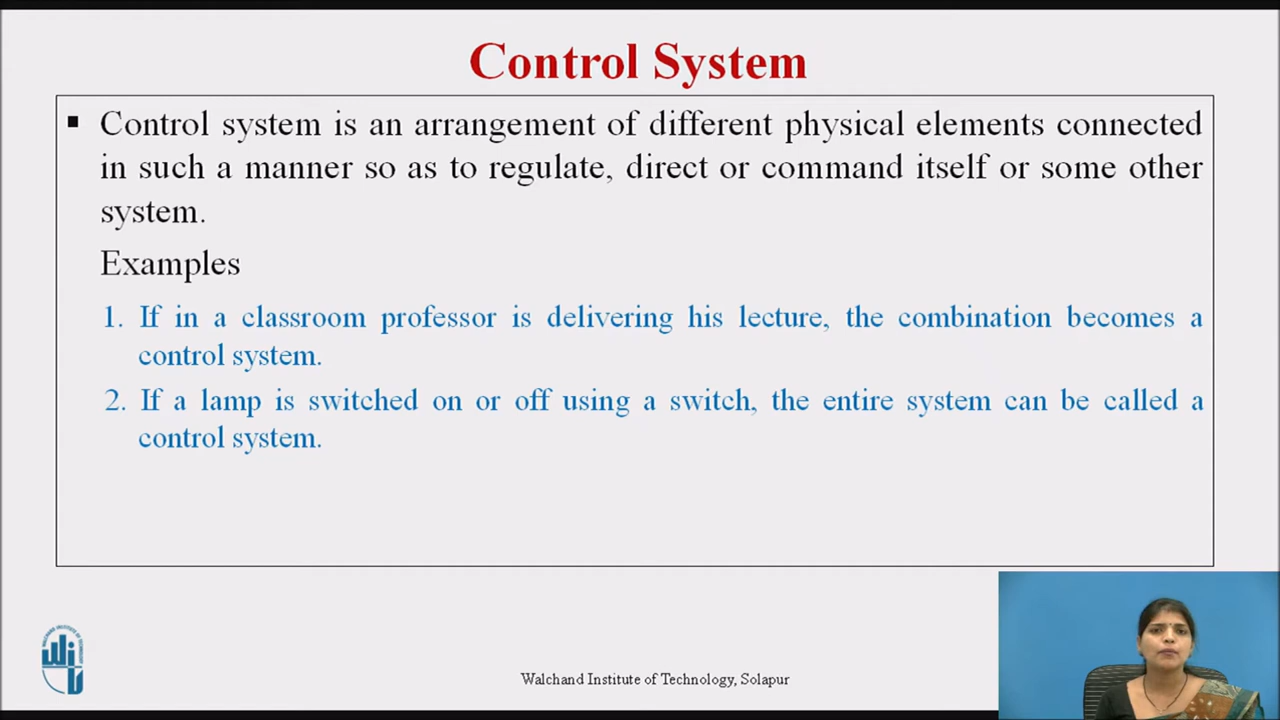 Control System
▪ Control system is an arrangement of different physical elements connected
in such a manner so as to regulate, direct or command itself or some other
system.
Examples
1. If in a classroom professor is delivering his lecture, the combination becomes a
control system.
2. If a lamp is switched on or off using a switch, the entire system can be called a
control system.
Walchand Institute of Technology, Solapur